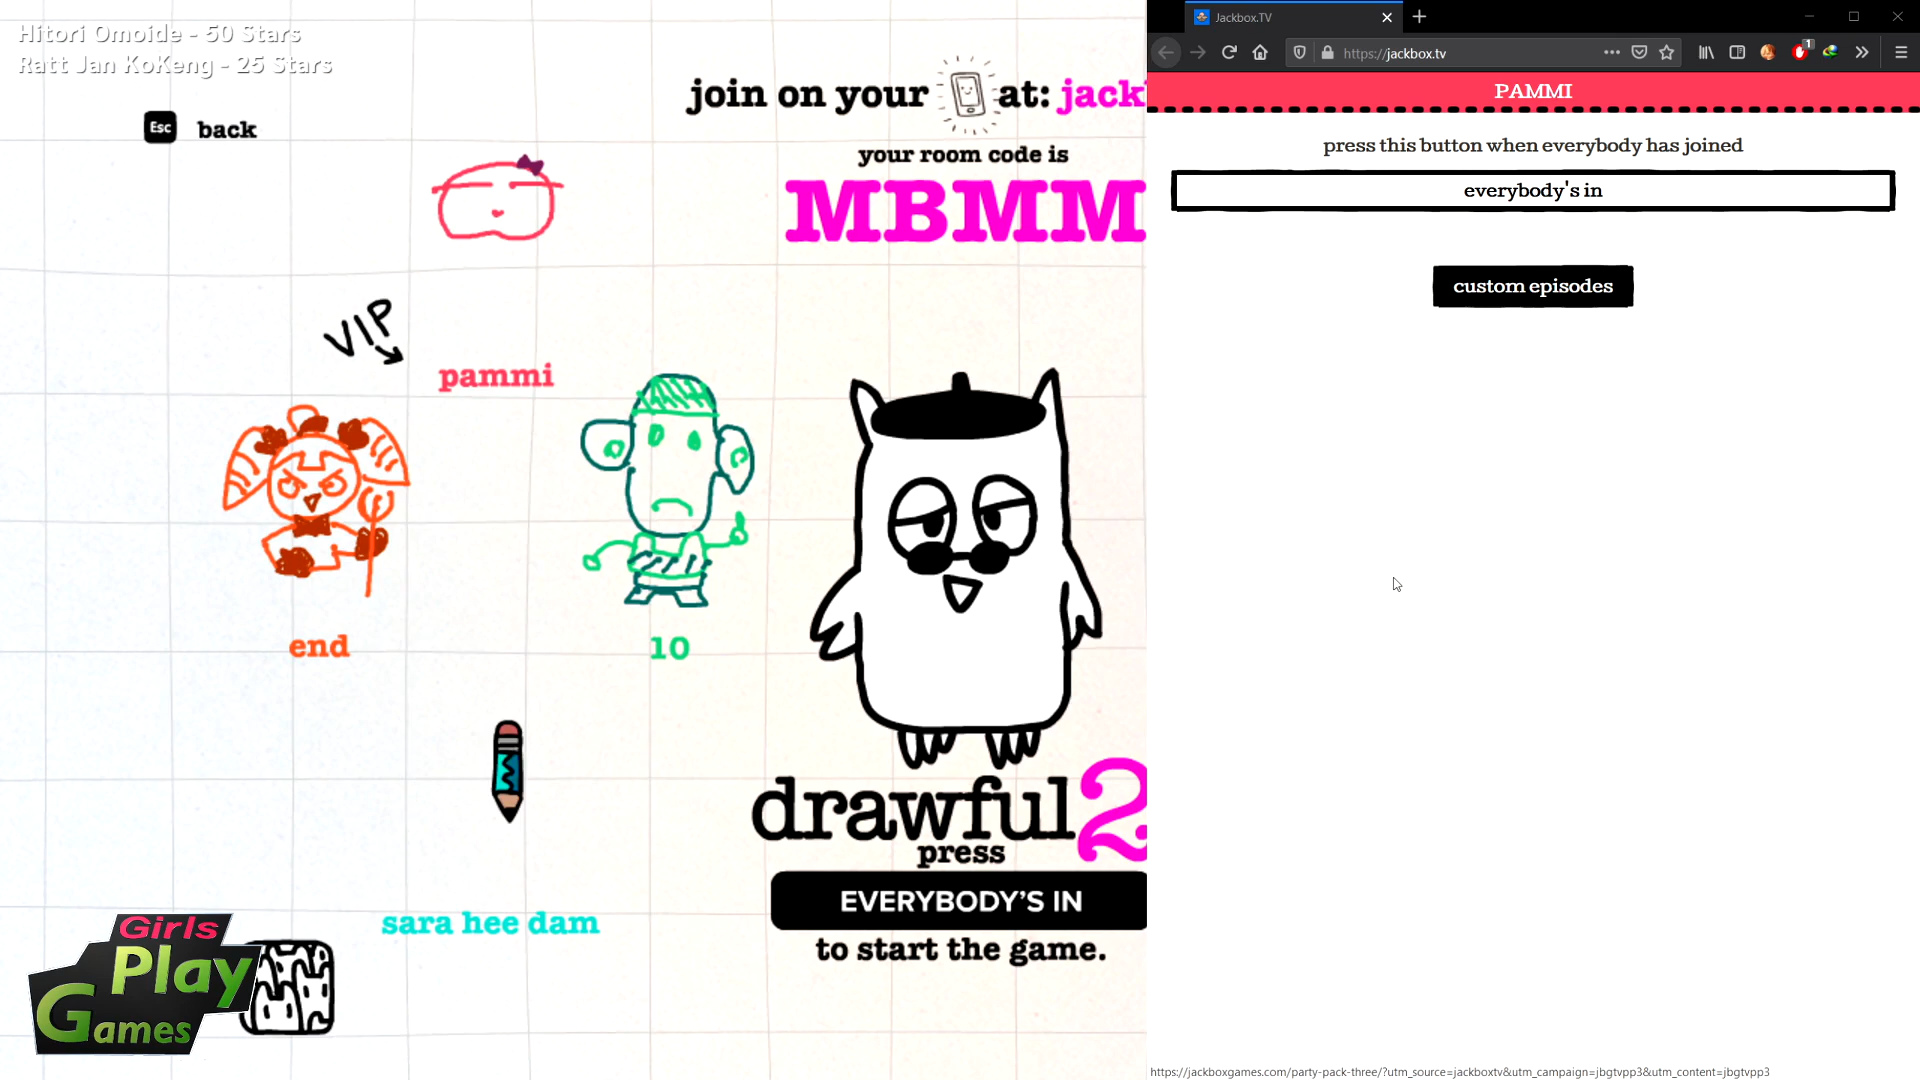 Hitori Omoide - 50 Stars
Ratt Jan KoKeng - 25 Stars
Esc back
join on your at: jack
your room code is
MBMM
VIP
pammi
end
10
sara hee dam
drawful 2
press
EVERYBODY'S IN
to start the game.
Girls
Play
Games
Jackbox.TV
https://jackbox.tv
1
PAMMI
press this button when everybody has joined
everybody's in
custom episodes
https://jackboxgames.com/party-pack-three/?utm_source=jackboxtv&utm_campaign=jbgtvpp3&utm_content=jbgtvpp3